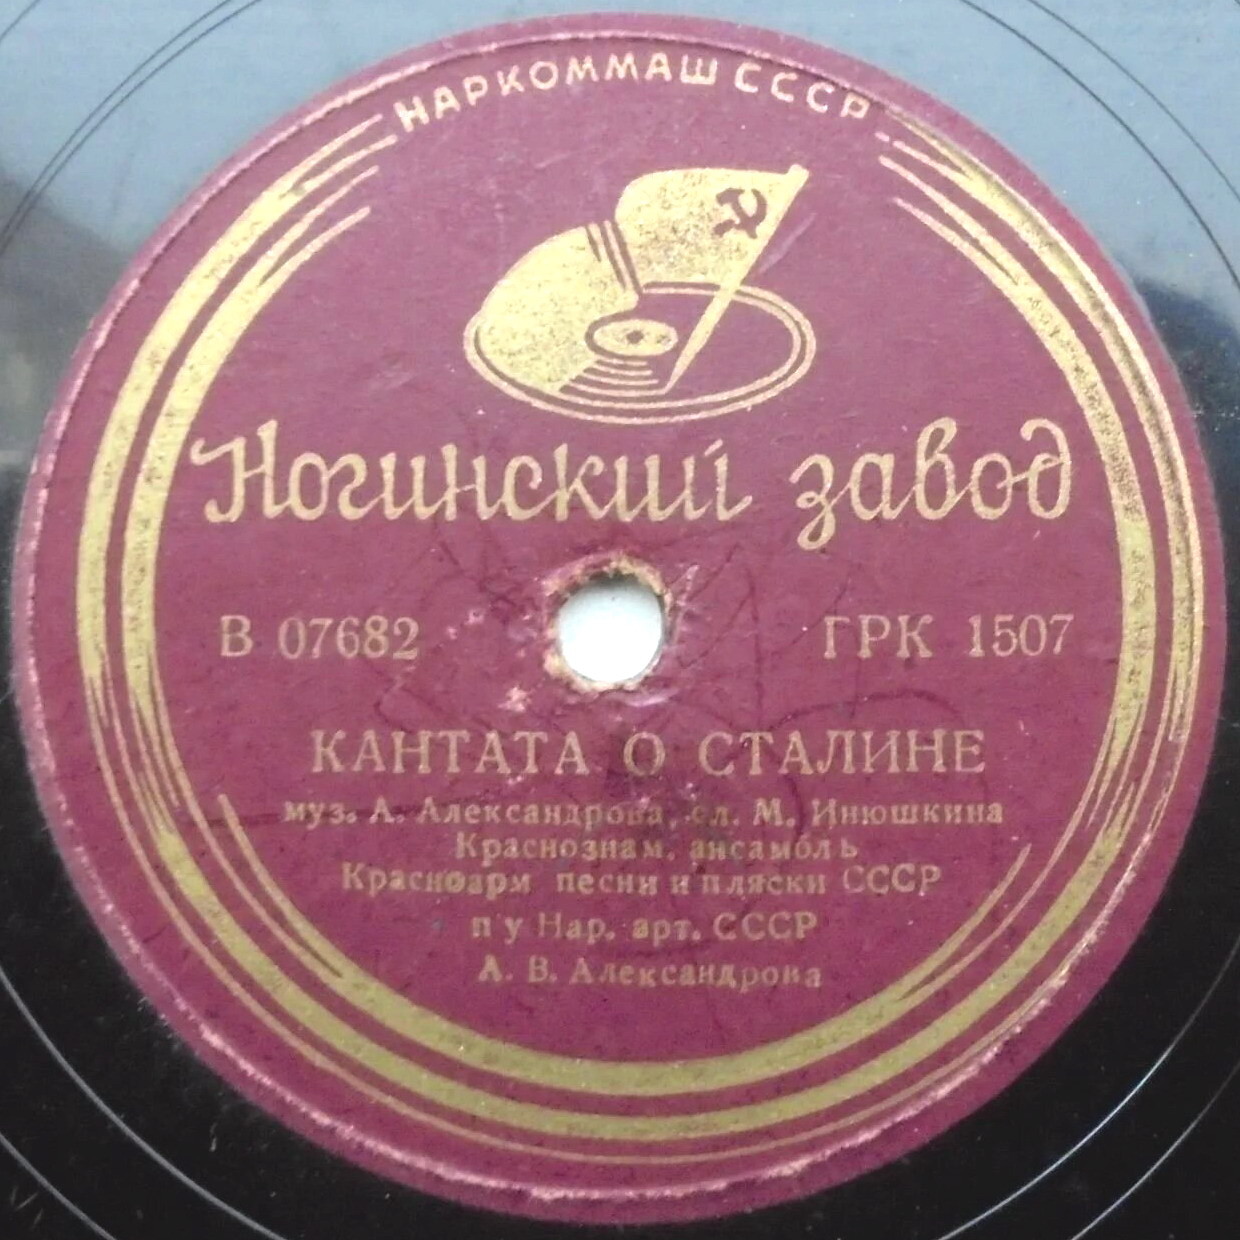 НАРКОММАШ СССР
Ногинский завод
В 07682 ГРК 1507
КАНТАТА О СТАЛИНЕ
муз. А. Александрова, сл. М. Инюшкина
Краснознам. ансамбль
Красноарм песни и пляски СССР
п у Нар. арт. СССР
А. В. Александрова